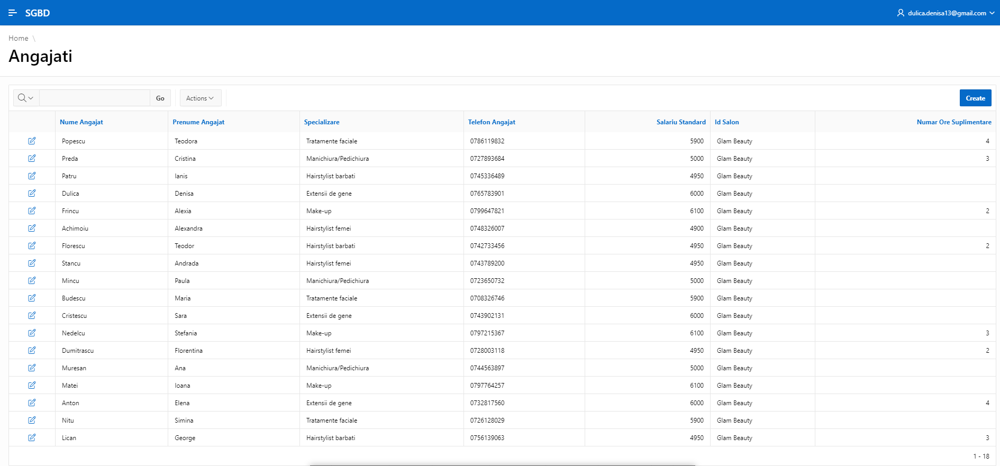 SGBD dulica.denisa13@gmail.com
Home \
Angajati
Go Actions Create
Nume Angajat Prenume Angajat Specializare Telefon Angajat Salariu Standard Id Salon Numar Ore Suplimentare
Popescu Teodora Tratamente faciale 0786119832 5900 Glam Beauty 4
Preda Cristina Manichiura/Pedichiura 0727893684 5000 Glam Beauty 3
Patru Ianis Hairstylist barbati 0745336489 4950 Glam Beauty
Dulica Denisa Extensii de gene 0765783901 6000 Glam Beauty
Frincu Alexia Make-up 0799647821 6100 Glam Beauty 2
Achimoiu Alexandra Hairstylist femei 0748326007 4900 Glam Beauty
Florescu Teodor Hairstylist barbati 0742733456 4950 Glam Beauty 2
Stancu Andrada Hairstylist femei 0743789200 4950 Glam Beauty
Mincu Paula Manichiura/Pedichiura 0723650732 5000 Glam Beauty
Budescu Maria Tratamente faciale 0708326746 5900 Glam Beauty
Cristescu Sara Extensii de gene 0743902131 6000 Glam Beauty
Nedelcu Stefania Make-up 0797215367 6100 Glam Beauty 3
Dumitrascu Florentina Hairstylist femei 0728003118 4950 Glam Beauty 2
Muresan Ana Manichiura/Pedichiura 0744563897 5000 Glam Beauty
Matei Ioana Make-up 0797764257 6100 Glam Beauty
Anton Elena Extensii de gene 0732817560 6000 Glam Beauty 4
Nitu Simina Tratamente faciale 0726128029 5900 Glam Beauty
Lican George Hairstylist barbati 0756139063 4950 Glam Beauty 3
1 - 18